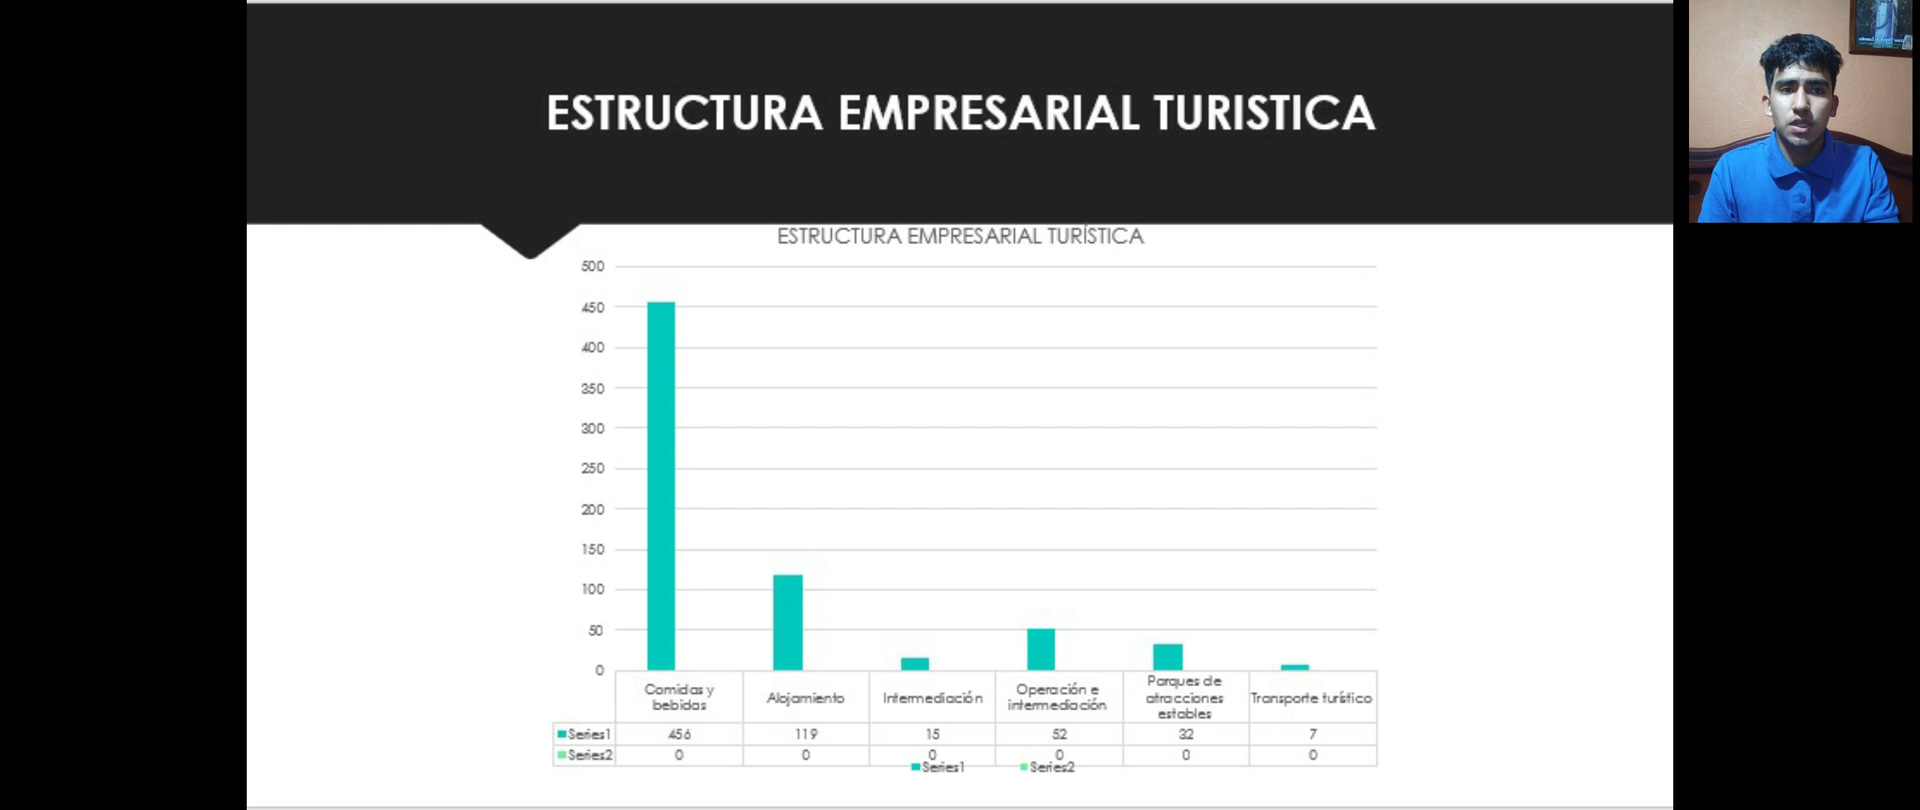 ESTRUCTURA EMPRESARIAL TURISTICA
ESTRUCTURA EMPRESARIAL TURÍSTICA
500
450
400
350
300
250
200
150
100
50
0
Comidas y
bebidas
Alojamiento
Intermediación
Operación e
intermediación
Parques de
atracciones
estables
Transporte turístico
Series1 456 119 15 52 32 7
Series2 0 0 0 0 0 0
Series1 Series2